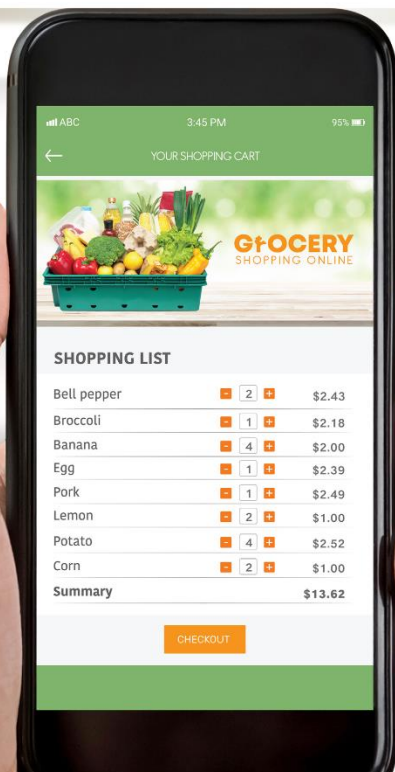 ABC 3:45 PM 95%
YOUR SHOPPING CART
GrOCERY
SHOPPING ONLINE
SHOPPING LIST
Bell pepper - 2 + $2.43
Broccoli - 1 + $2.18
Banana - 4 + $2.00
Egg - 1 + $2.39
Pork - 1 + $2.49
Lemon - 2 + $1.00
Potato - 4 + $2.52
Corn - 2 + $1.00
Summary $13.62
CHECKOUT